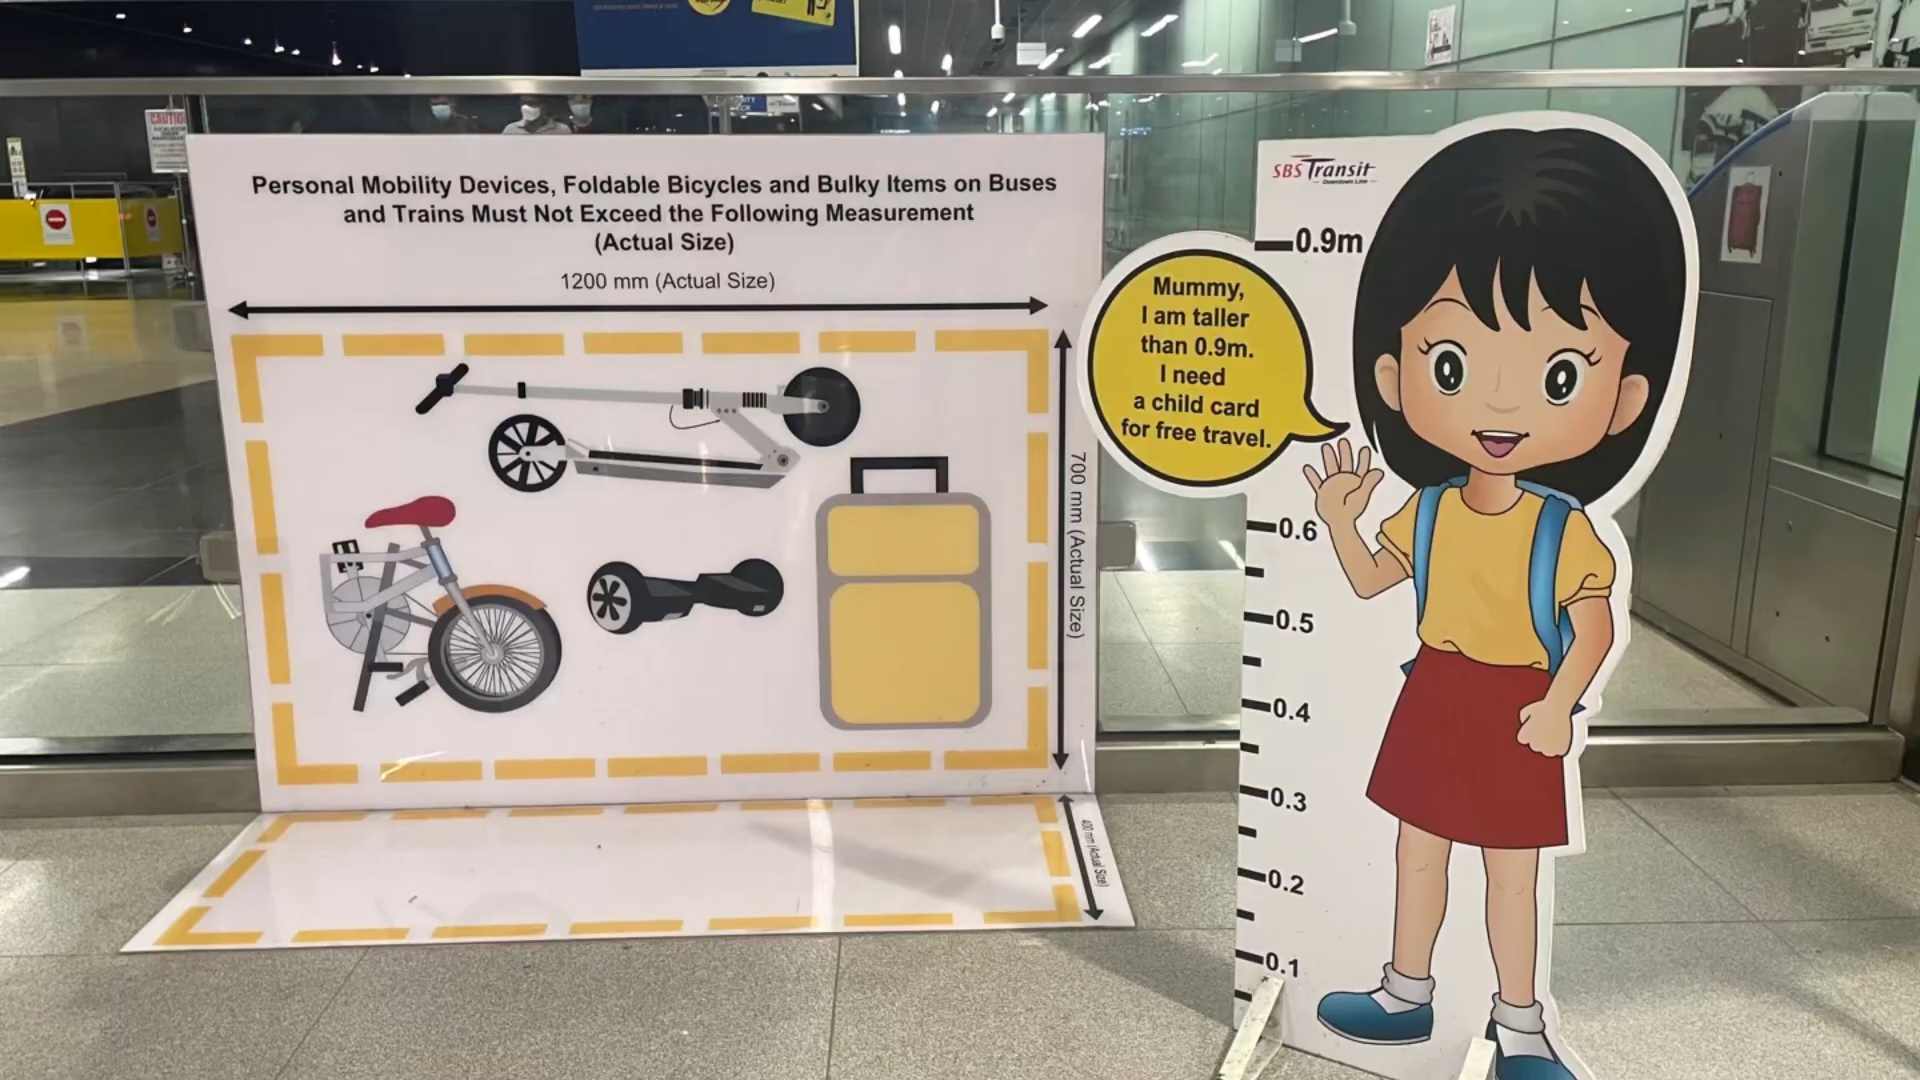 Personal Mobility Devices, Foldable Bicycles and Bulky Items on Buses
and Trains Must Not Exceed the Following Measurement
(Actual Size)
1200 mm (Actual Size)
700 mm (Actual Size)
400 mm (Actual Size)
SBS Transit
Downtown Line
0.9m
Mummy,
I am taller
than 0.9m.
I need
a child card
for free travel.
0.6
0.5
0.4
0.3
0.2
0.1
CAUTION